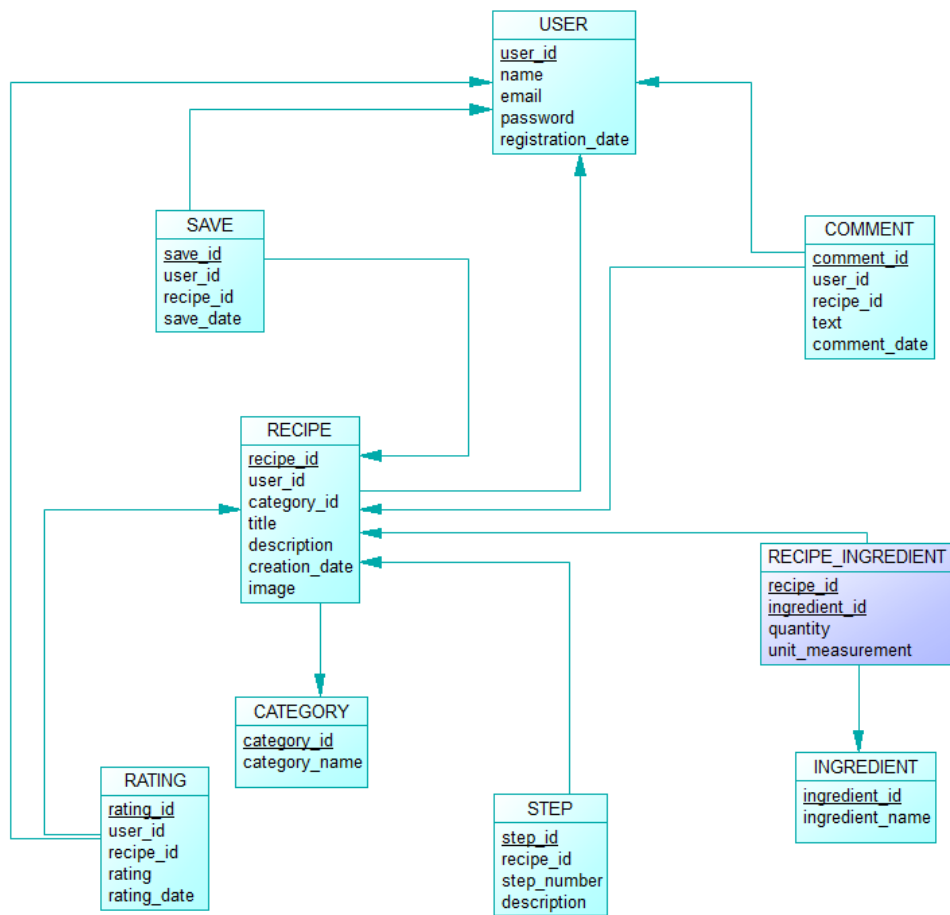 USER
user_id
name
email
password
registration_date
SAVE
save_id
user_id
recipe_id
save_date
COMMENT
comment_id
user_id
recipe_id
text
comment_date
RECIPE
recipe_id
user_id
category_id
title
description
creation_date
image
RECIPE_INGREDIENT
recipe_id
ingredient_id
quantity
unit_measurement
CATEGORY
category_id
category_name
RATING
rating_id
user_id
recipe_id
rating
rating_date
STEP
step_id
recipe_id
step_number
description
INGREDIENT
ingredient_id
ingredient_name